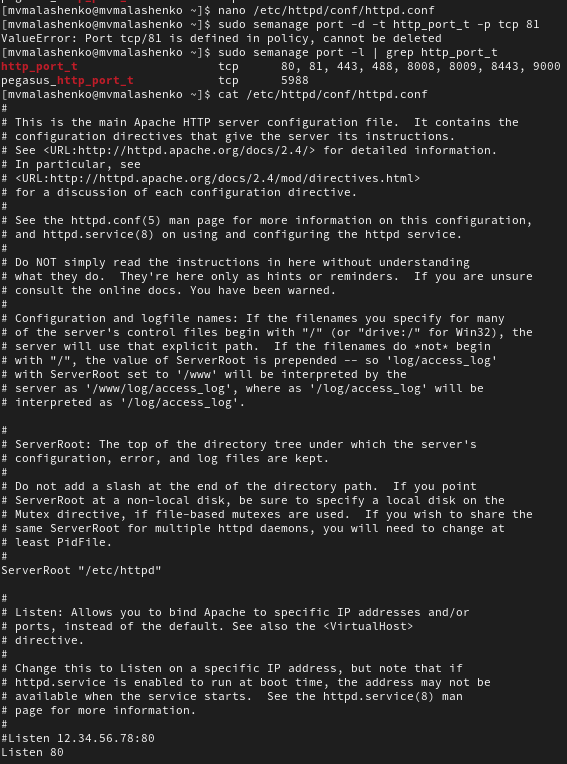 [mvmalashenko@mvmalashenko ~]$ nano /etc/httpd/conf/httpd.conf
[mvmalashenko@mvmalashenko ~]$ sudo semanage port -d -t http_port_t -p tcp 81
ValueError: Port tcp/81 is defined in policy, cannot be deleted
[mvmalashenko@mvmalashenko ~]$ sudo semanage port -l | grep http_port_t
http_port_t                    tcp      80, 81, 443, 488, 8008, 8009, 8443, 9000
pegasus_http_port_t            tcp      5988
[mvmalashenko@mvmalashenko ~]$ cat /etc/httpd/conf/httpd.conf
#
# This is the main Apache HTTP server configuration file.  It contains the
# configuration directives that give the server its instructions.
# See <URL:http://httpd.apache.org/docs/2.4/> for detailed information.
# In particular, see
# <URL:http://httpd.apache.org/docs/2.4/mod/directives.html>
# for a discussion of each configuration directive.
#
# See the httpd.conf(5) man page for more information on this configuration,
# and httpd.service(8) on using and configuring the httpd service.
#
# Do NOT simply read the instructions in here without understanding
# what they do.  They're here only as hints or reminders.  If you are unsure
# consult the online docs. You have been warned.
#
# Configuration and logfile names: If the filenames you specify for many
# of the server's control files begin with "/" (or "drive:/" for Win32), the
# server will use that explicit path.  If the filenames do *not* begin
# with "/", the value of ServerRoot is prepended -- so 'log/access_log'
# with ServerRoot set to '/www' will be interpreted by the
# server as '/www/log/access_log', where as '/log/access_log' will be
# interpreted as '/log/access_log'.

#
# ServerRoot: The top of the directory tree under which the server's
# configuration, error, and log files are kept.
#
# Do not add a slash at the end of the directory path.  If you point
# ServerRoot at a non-local disk, be sure to specify a local disk on the
# Mutex directive, if file-based mutexes are used.  If you wish to share the
# same ServerRoot for multiple httpd daemons, you will need to change at
# least PidFile.
#
ServerRoot "/etc/httpd"

#
# Listen: Allows you to bind Apache to specific IP addresses and/or
# ports, instead of the default. See also the <VirtualHost>
# directive.
#
# Change this to Listen on a specific IP address, but note that if
# httpd.service is enabled to run at boot time, the address may not be
# available when the service starts.  See the httpd.service(8) man
# page for more information.
#
#Listen 12.34.56.78:80
Listen 80